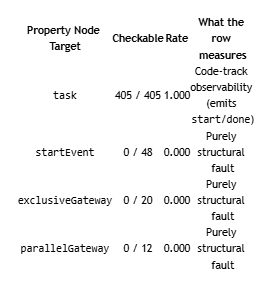 Property Node Target Checkable Rate What the row measures
task 405 / 405 1.000 Code-track observability (emits start/done)
startEvent 0 / 48 0.000 Purely structural fault
exclusiveGateway 0 / 20 0.000 Purely structural fault
parallelGateway 0 / 12 0.000 Purely structural fault